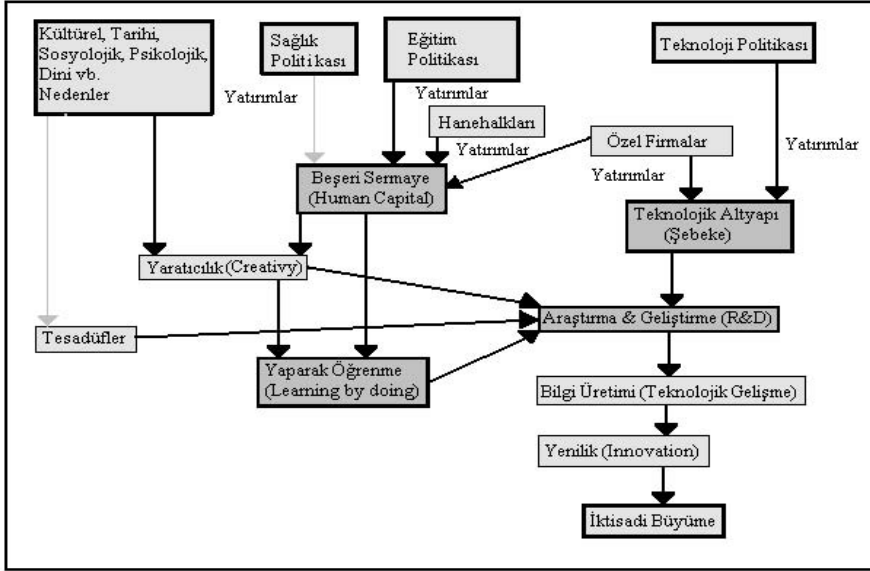 Kültürel, Tarihi,
Sosyolojik, Psikolojik,
Dini vb.
Nedenler
Sağlık
Politikası
Eğitim
Politikası
Teknoloji Politikası
Yatırımlar
Yatırımlar
Hanehalkları
Yatırımlar
Özel Firmalar
Yatırımlar
Yatırımlar
Beşeri Sermaye
(Human Capital)
Teknolojik Altyapı
(Şebeke)
Yaratıcılık (Creativy)
Araştırma & Geliştirme (R&D)
Tesadüfler
Yaparak Öğrenme
(Learning by doing)
Bilgi Üretimi (Teknolojik Gelişme)
Yenilik (Innovation)
İktisadi Büyüme